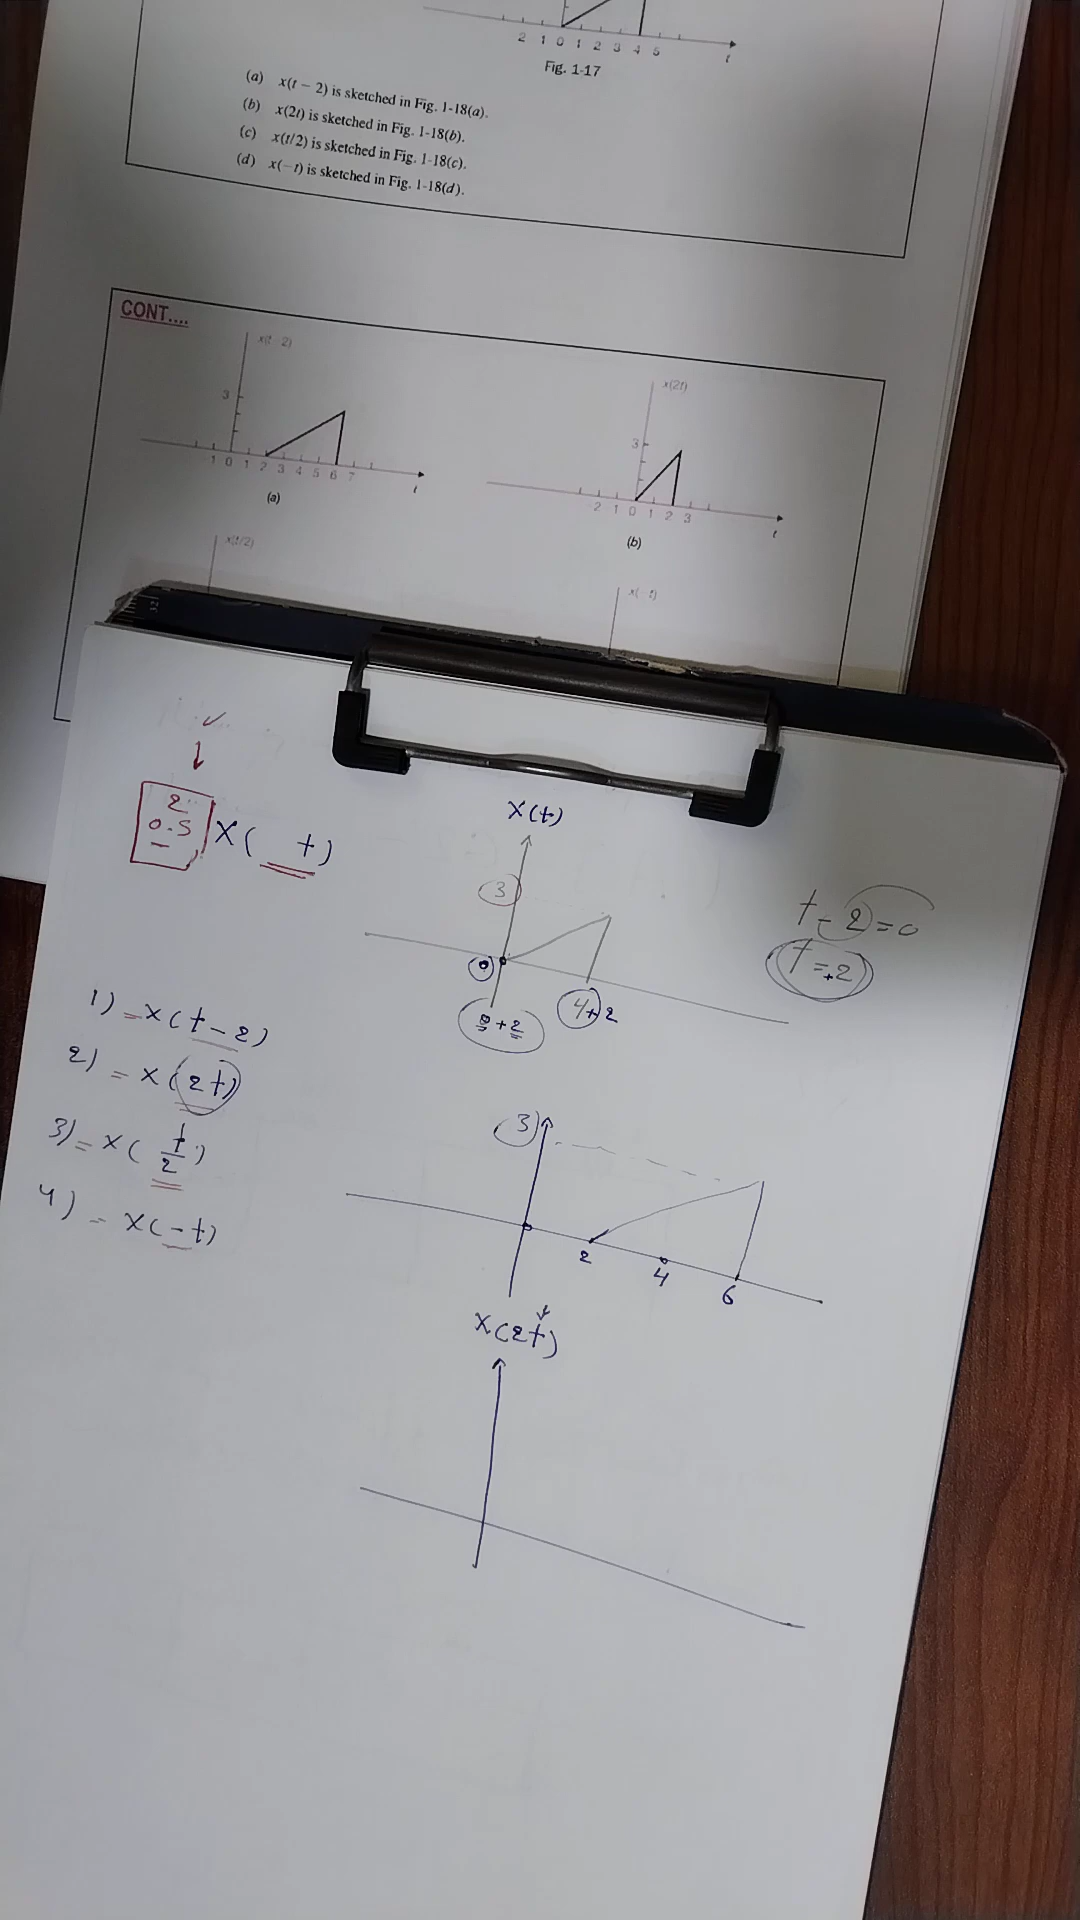 2 1 0 1 2 3 4 5
t
Fig. 1-17
(a) x(t − 2) is sketched in Fig. 1-18(a).
(b) x(2t) is sketched in Fig. 1-18(b).
(c) x(t/2) is sketched in Fig. 1-18(c).
(d) x(−t) is sketched in Fig. 1-18(d).
CONT....
x(t 2)
3
1 0 1 2 3 4 5 6 7
t
(a)
x(2t)
3
2 1 0 1 2 3
t
(b)
x(t/2)
x( t)
32
2
0.5 x( t)
x(t)
3
0
0+2 4+2
t-2=0
t=+2
1) = x(t-2)
2) = x(2t)
3) = x(t/2)
4) = x(-t)
3
2 4 6
x(2t)